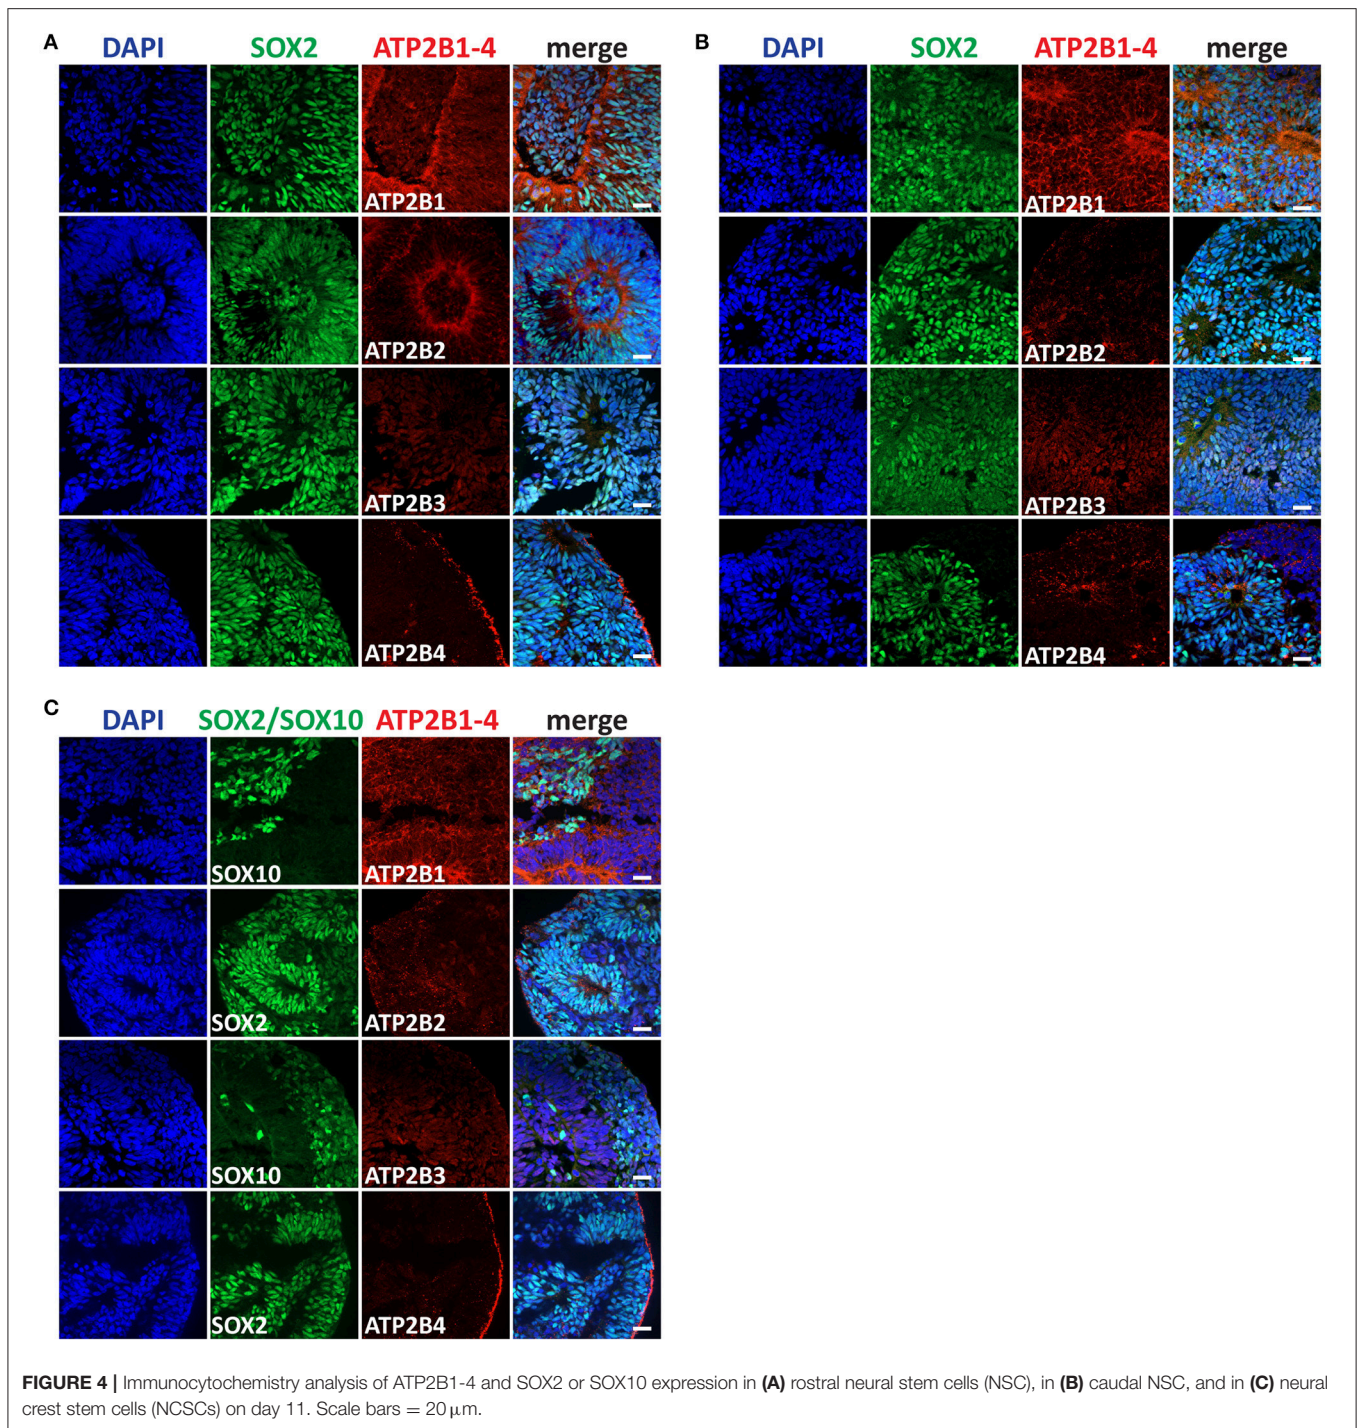 A
DAPI SOX2 ATP2B1-4 merge
ATP2B1
ATP2B2
ATP2B3
ATP2B4
B
DAPI SOX2 ATP2B1-4 merge
ATP2B1
ATP2B2
ATP2B3
ATP2B4
C
DAPI SOX2/SOX10 ATP2B1-4 merge
SOX10 ATP2B1
SOX2 ATP2B2
SOX10 ATP2B3
SOX2 ATP2B4
FIGURE 4 | Immunocytochemistry analysis of ATP2B1-4 and SOX2 or SOX10 expression in (A) rostral neural stem cells (NSC), in (B) caudal NSC, and in (C) neural
crest stem cells (NCSCs) on day 11. Scale bars = 20 μm.